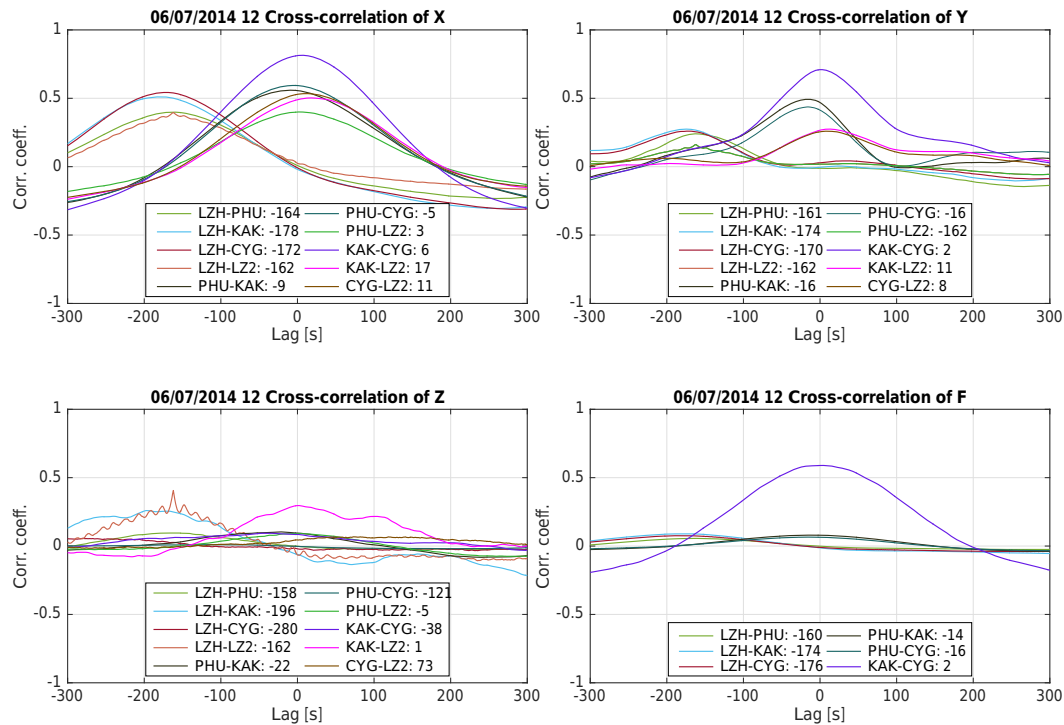 06/07/2014 12 Cross-correlation of X
1
0.5
0
-0.5
-1
Corr. coeff.
LZH-PHU: -164
LZH-KAK: -178
LZH-CYG: -172
LZH-LZ2: -162
PHU-KAK: -9
PHU-CYG: -5
PHU-LZ2: 3
KAK-CYG: 6
KAK-LZ2: 17
CYG-LZ2: 11
-300 -200 -100 0 100 200 300
Lag [s]
06/07/2014 12 Cross-correlation of Y
1
0.5
0
-0.5
-1
Corr. coeff.
LZH-PHU: -161
LZH-KAK: -174
LZH-CYG: -170
LZH-LZ2: -162
PHU-KAK: -16
PHU-CYG: -16
PHU-LZ2: -162
KAK-CYG: 2
KAK-LZ2: 11
CYG-LZ2: 8
-300 -200 -100 0 100 200 300
Lag [s]
06/07/2014 12 Cross-correlation of Z
1
0.5
0
-0.5
-1
Corr. coeff.
LZH-PHU: -158
LZH-KAK: -196
LZH-CYG: -280
LZH-LZ2: -162
PHU-KAK: -22
PHU-CYG: -121
PHU-LZ2: -5
KAK-CYG: -38
KAK-LZ2: 1
CYG-LZ2: 73
-300 -200 -100 0 100 200 300
Lag [s]
06/07/2014 12 Cross-correlation of F
1
0.5
0
-0.5
-1
Corr. coeff.
LZH-PHU: -160
LZH-KAK: -174
LZH-CYG: -176
PHU-KAK: -14
PHU-CYG: -16
KAK-CYG: 2
-300 -200 -100 0 100 200 300
Lag [s]